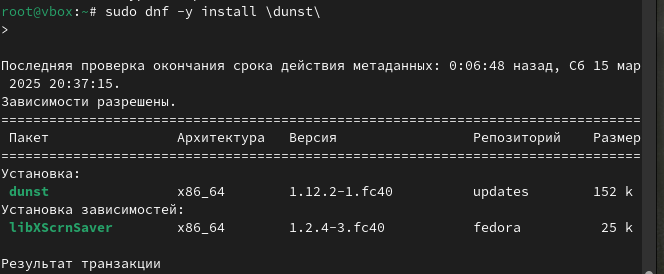 root@vbox:~# sudo dnf -y install \dunst\
>
Последняя проверка окончания срока действия метаданных: 0:06:48 назад, Сб 15 мар
2025 20:37:15.
Зависимости разрешены.
================================================================================
Пакет Архитектура Версия Репозиторий Размер
================================================================================
Установка:
dunst x86_64 1.12.2-1.fc40 updates 152 k
Установка зависимостей:
libXScrnSaver x86_64 1.2.4-3.fc40 fedora 25 k
Результат транзакции